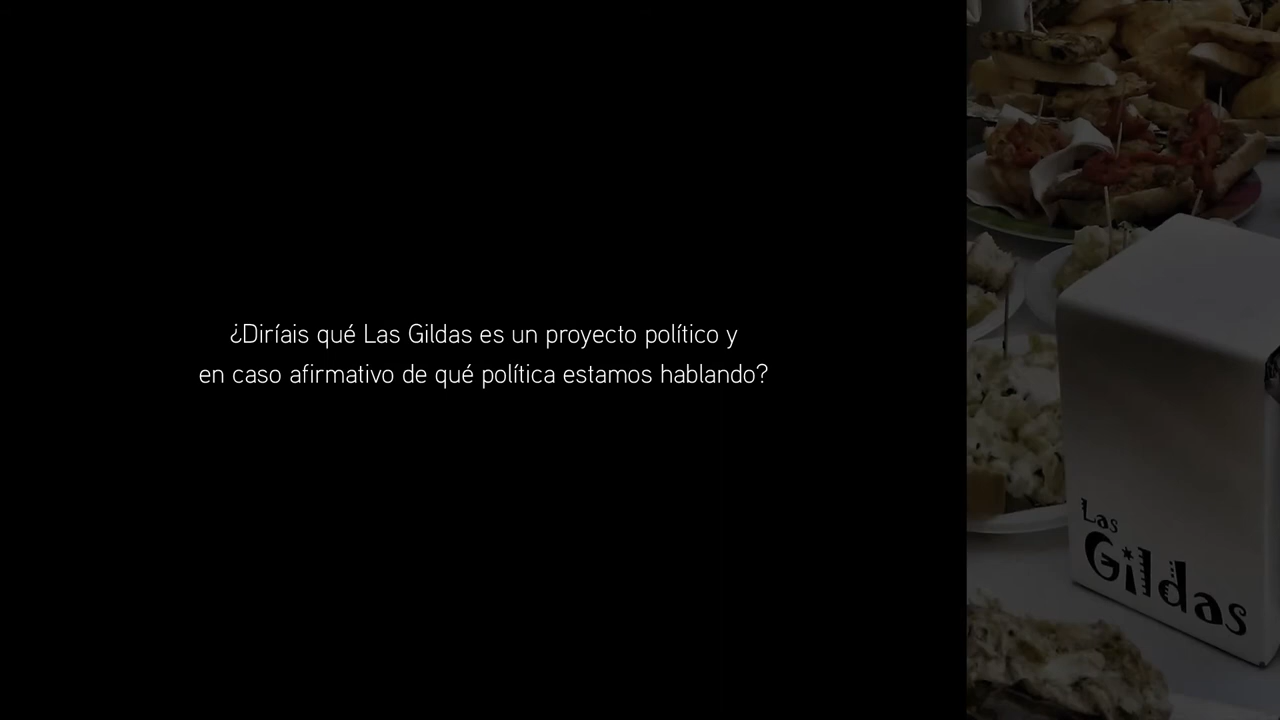 ¿Diríais qué Las Gildas es un proyecto político y
en caso afirmativo de qué política estamos hablando?
Las
Gildas